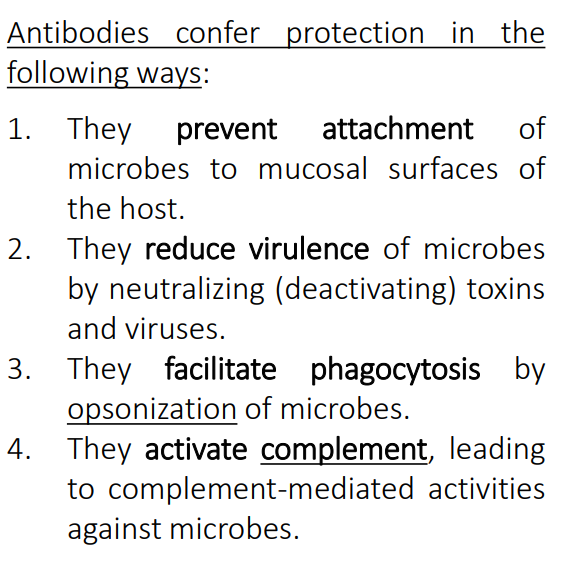 Antibodies confer protection in the
following ways:
1. They prevent attachment of
microbes to mucosal surfaces of
the host.
2. They reduce virulence of microbes
by neutralizing (deactivating) toxins
and viruses.
3. They facilitate phagocytosis by
opsonization of microbes.
4. They activate complement, leading
to complement-mediated activities
against microbes.